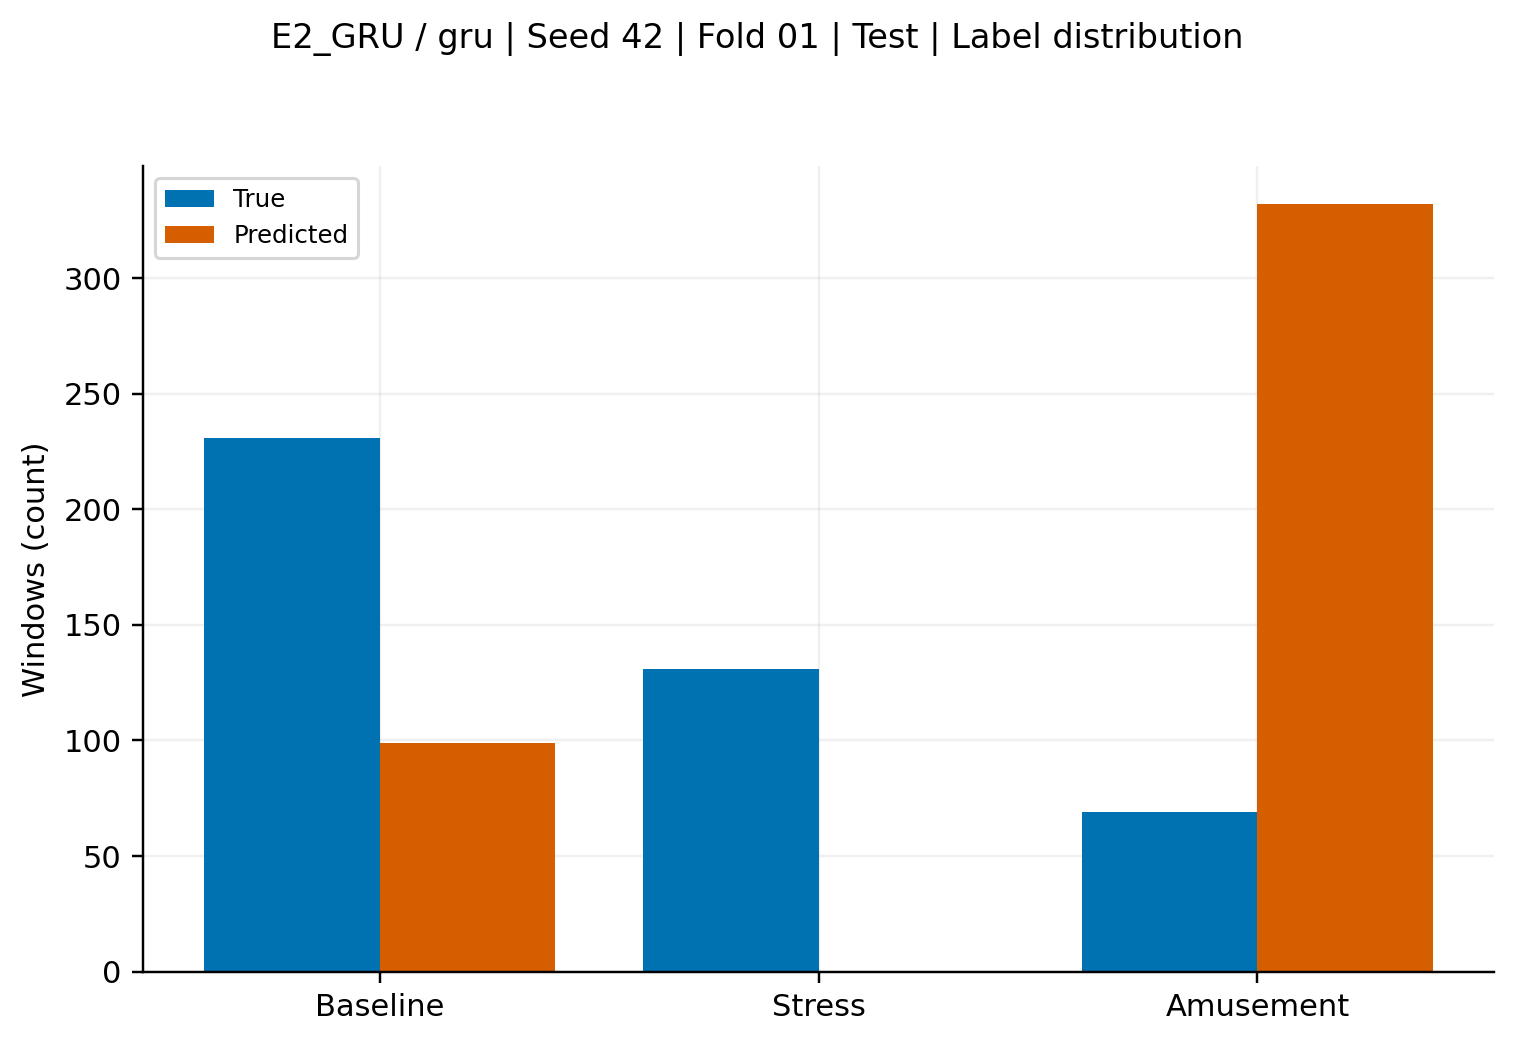 E2_GRU / gru | Seed 42 | Fold 01 | Test | Label distribution
True
Predicted
Windows (count)
300
250
200
150
100
50
0
Baseline Stress Amusement